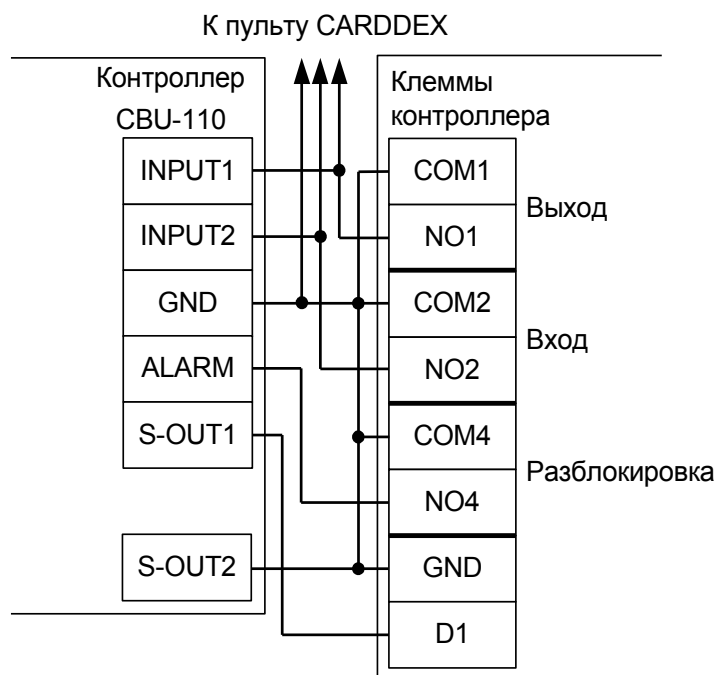 К пульту CARDDEX
Контроллер
CBU-110
INPUT1
INPUT2
GND
ALARM
S-OUT1
S-OUT2
Клеммы
контроллера
COM1
NO1
Выход
COM2
NO2
Вход
COM4
NO4
Разблокировка
GND
D1